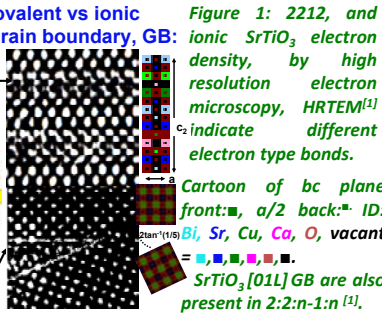 ovalent vs ionic
rain boundary, GB:
Figure 1: 2212, and
ionic SrTiO3 electron
density, by high
resolution electron
microscopy, HRTEM[1]
indicate different
electron type bonds.
c2
a
Cartoon of bc plane
front:■, a/2 back:■. ID:
Bi, Sr, Cu, Ca, O, vacant
= ■,■,■,■,■,■.
SrTiO3[01L] GB are also
present in 2:2:n-1:n [1].
2tan-1(1/5)